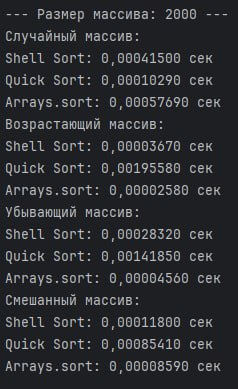 --- Размер массива: 2000 ---
Случайный массив:
Shell Sort: 0,00041500 сек
Quick Sort: 0,00010290 сек
Arrays.sort: 0,00057690 сек
Возрастающий массив:
Shell Sort: 0,00003670 сек
Quick Sort: 0,00195580 сек
Arrays.sort: 0,00002580 сек
Убывающий массив:
Shell Sort: 0,00028320 сек
Quick Sort: 0,00141850 сек
Arrays.sort: 0,00004560 сек
Смешанный массив:
Shell Sort: 0,00011800 сек
Quick Sort: 0,00085410 сек
Arrays.sort: 0,00008590 сек